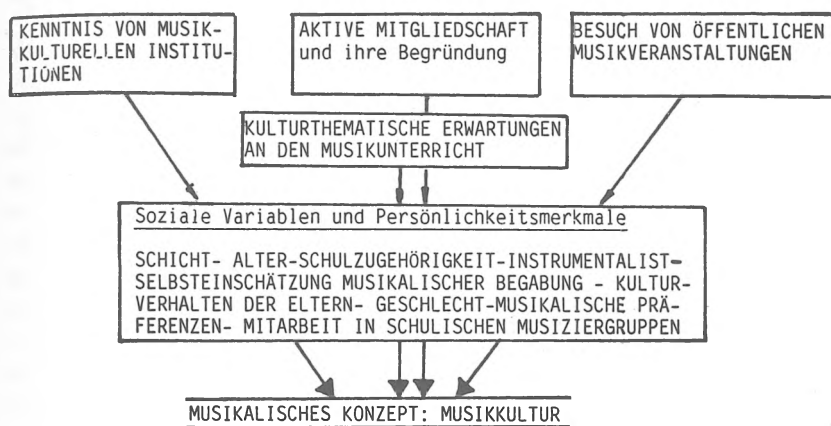 KENNTNIS VON MUSIK-
KULTURELLEN INSTITU-
TIONEN
AKTIVE MITGLIEDSCHAFT
und ihre Begründung
BESUCH VON ÖFFENTLICHEN
MUSIKVERANSTALTUNGEN
KULTURTHEMATISCHE ERWARTUNGEN
AN DEN MUSIKUNTERRICHT
Soziale Variablen und Persönlichkeitsmerkmale
SCHICHT- ALTER-SCHULZUGEHÖRIGKEIT-INSTRUMENTALIST-
SELBSTEINSCHÄTZUNG MUSIKALISCHER BEGABUNG - KULTUR-
VERHALTEN DER ELTERN- GESCHLECHT-MUSIKALISCHE PRÄ-
FERENZEN- MITARBEIT IN SCHULISCHEN MUSIZIERGRUPPEN
MUSIKALISCHES KONZEPT: MUSIKKULTUR